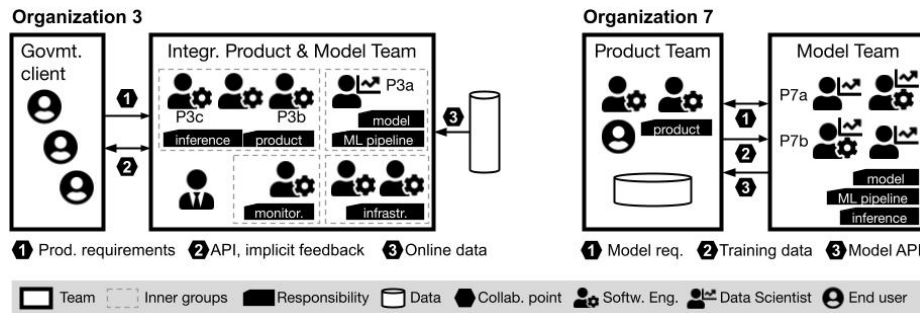 Organization 3
Organization 7
Govmt. client
Integr. Product & Model Team
P3c
P3b
P3a
inference
product
model
ML pipeline
monitor.
infrastr.
1
2
3
Product Team
Model Team
product
P7a
P7b
model
ML pipeline
inference
1
2
3
1 Prod. requirements 2 API, implicit feedback 3 Online data
1 Model req. 2 Training data 3 Model API
Team Inner groups Responsibility Data Collab. point Softw. Eng. Data Scientist End user